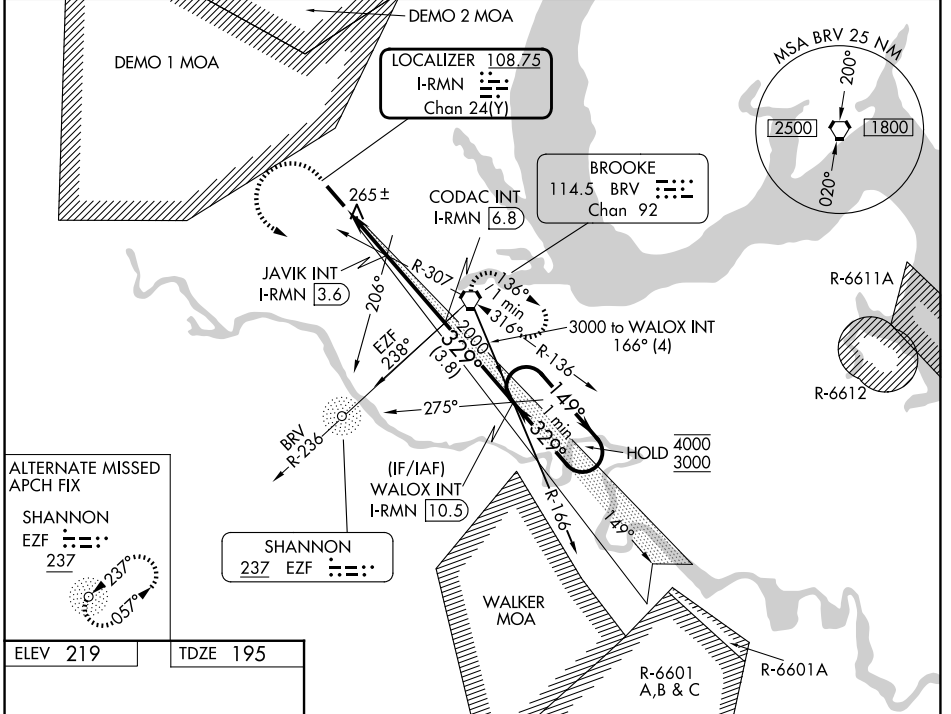 DEMO 2 MOA
DEMO 1 MOA
LOCALIZER 108.75
I-RMN
Chan 24(Y)
MSA BRV 25 NM
200°
2500
1800
020°
BROOKE
114.5 BRV
Chan 92
CODAC INT
I-RMN 6.8
265±
JAVIK INT
I-RMN 3.6
R-307
136°
1 min
316°
R-136
206°
2000
329°
(3.8)
EZF
238°
3000 to WALOX INT
166° (4)
R-6611A
R-6612
275°
149°
1 min
329°
HOLD 4000
3000
BRV
R-236
(IF/IAF)
WALOX INT
I-RMN 10.5
R-166
149°
ALTERNATE MISSED
APCH FIX
SHANNON
EZF
237
237°
057°
SHANNON
237 EZF
WALKER
MOA
R-6601
A,B & C
R-6601A
ELEV 219
TDZE 195